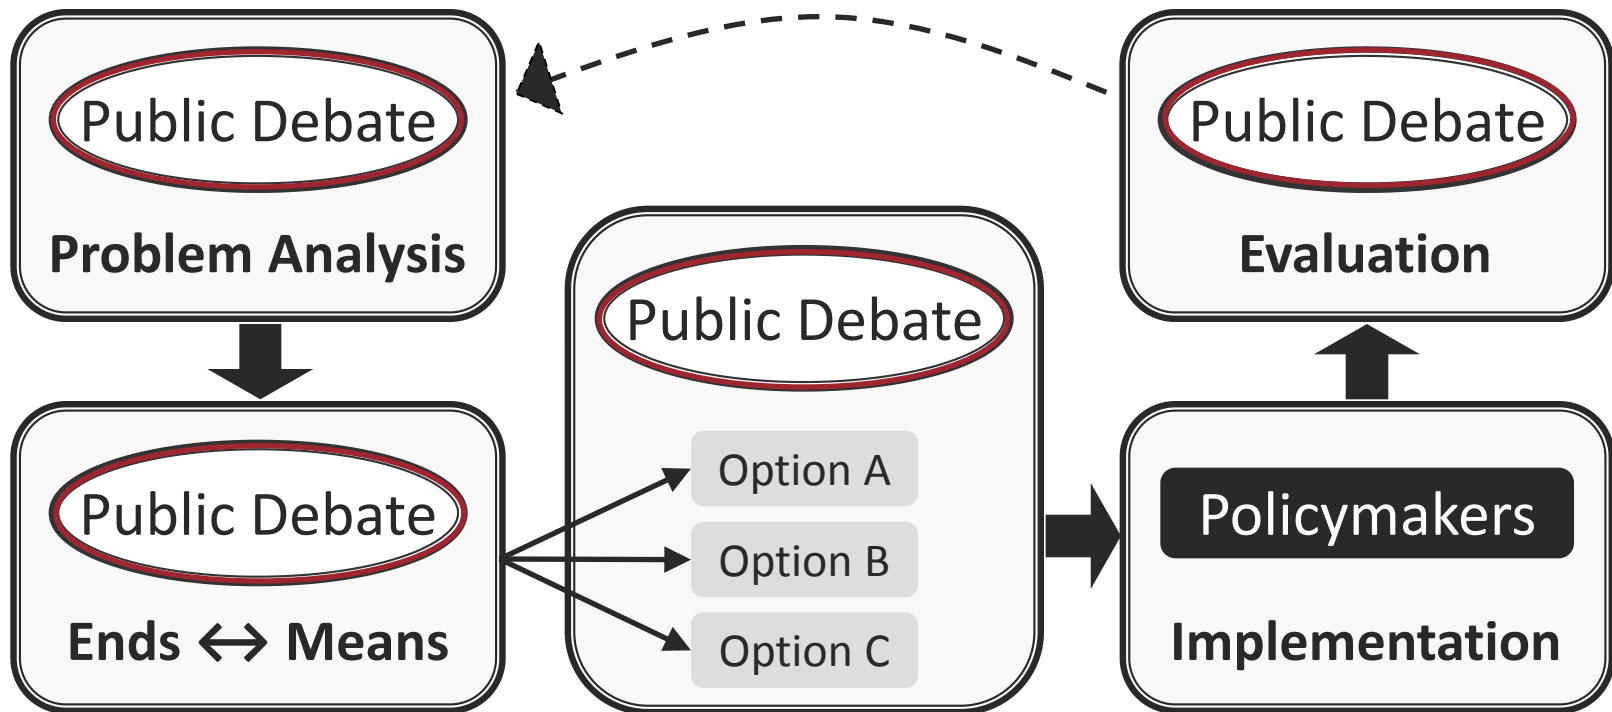 Public Debate
Problem Analysis
Public Debate
Ends ↔ Means
Public Debate
Option A
Option B
Option C
Policymakers
Implementation
Public Debate
Evaluation